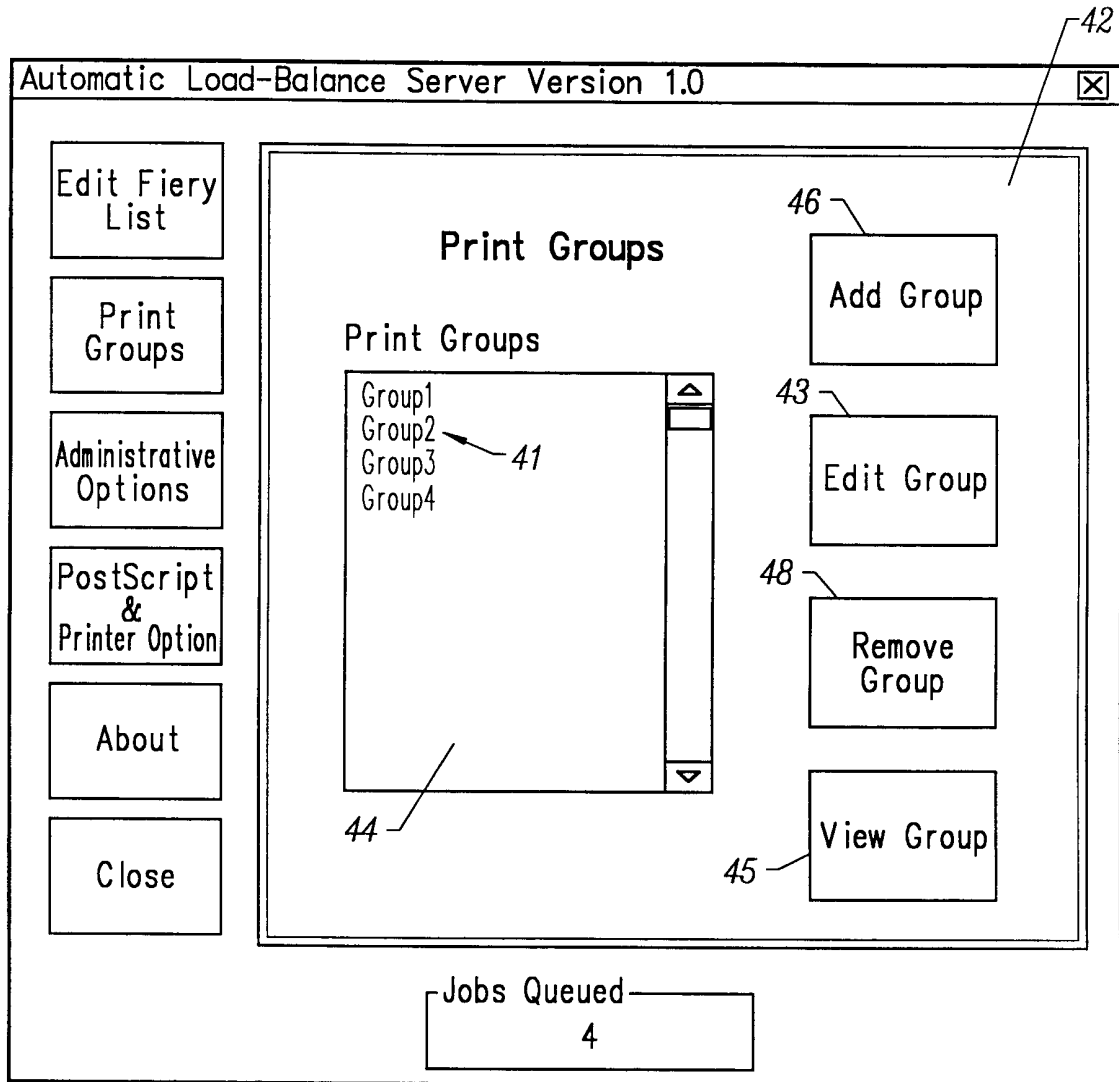 42
Automatic Load-Balance Server Version 1.0
Edit Fiery
List
Print
Groups
Administrative
Options
PostScript
&
Printer Option
About
Close
Print Groups
Print Groups
Group1
Group2
Group3
Group4
41
44
46
Add Group
43
Edit Group
48
Remove
Group
45
View Group
Jobs Queued
4